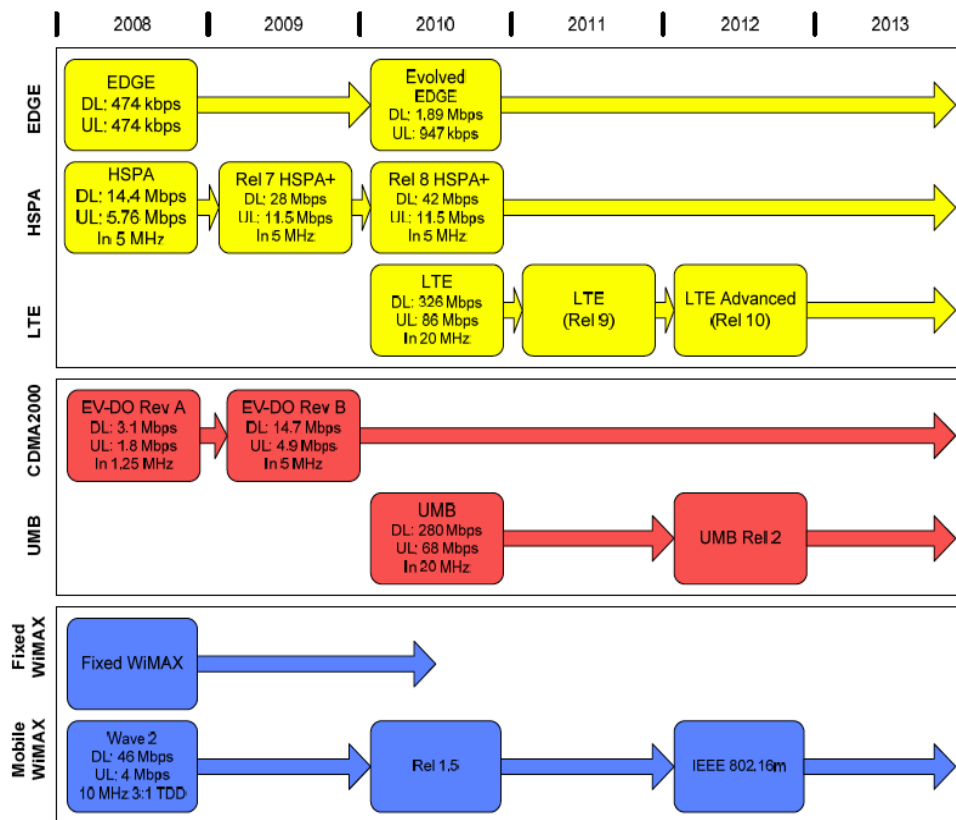 2008 2009 2010 2011 2012 2013
EDGE
EDGE
DL: 474 kbps
UL: 474 kbps
Evolved
EDGE
DL: 1.89 Mbps
UL: 947 kbps
HSPA
HSPA
DL: 14.4 Mbps
UL: 5.76 Mbps
In 5 MHz
Rel 7 HSPA+
DL: 28 Mbps
UL: 11.5 Mbps
In 5 MHz
Rel 8 HSPA+
DL: 42 Mbps
UL: 11.5 Mbps
In 5 MHz
LTE
LTE
DL: 326 Mbps
UL: 86 Mbps
In 20 MHz
LTE
(Rel 9)
LTE Advanced
(Rel 10)
CDMA2000
EV-DO Rev A
DL: 3.1 Mbps
UL: 1.8 Mbps
In 1.25 MHz
EV-DO Rev B
DL: 14.7 Mbps
UL: 4.9 Mbps
In 5 MHz
UMB
UMB
DL: 280 Mbps
UL: 68 Mbps
In 20 MHz
UMB Rel 2
Fixed
WiMAX
Fixed WiMAX
Mobile
WiMAX
Wave 2
DL: 46 Mbps
UL: 4 Mbps
10 MHz 3:1 TDD
Rel 1.5
IEEE 802.16m